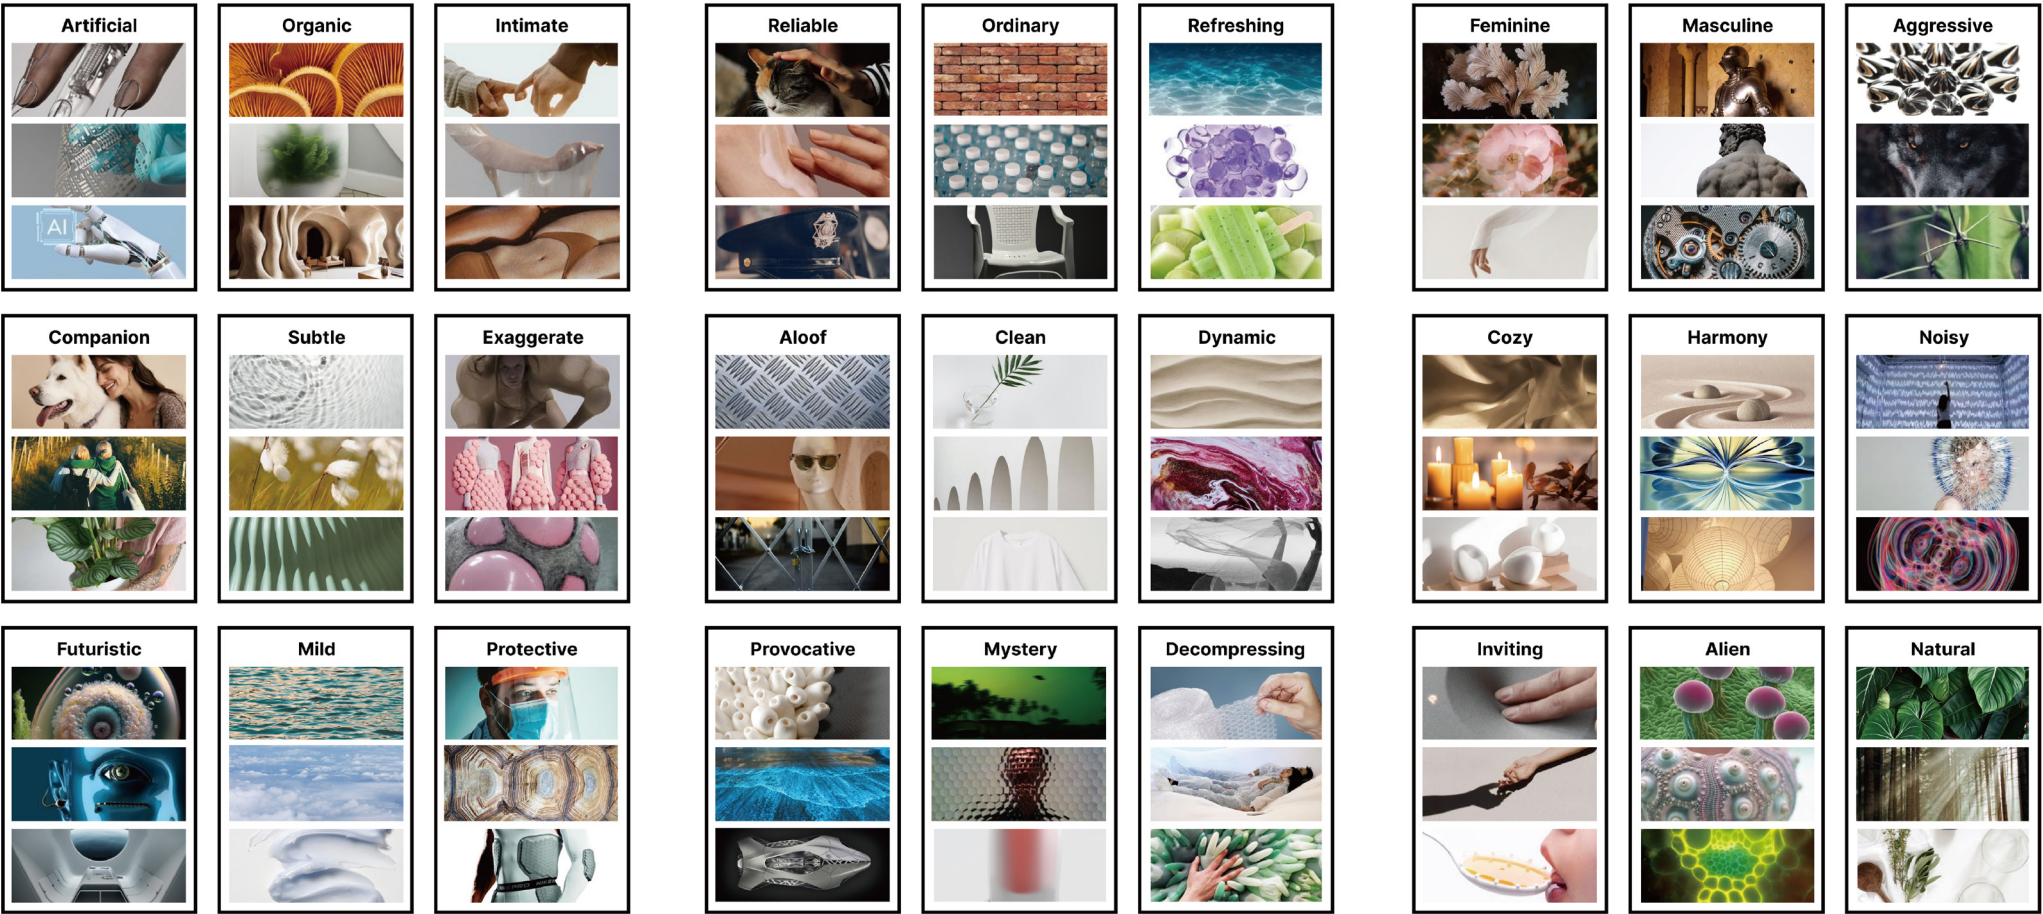 Artificial
Organic
Intimate
Reliable
Ordinary
Refreshing
Feminine
Masculine
Aggressive
AI
Companion
Subtle
Exaggerate
Aloof
Clean
Dynamic
Cozy
Harmony
Noisy
Futuristic
Mild
Protective
Provocative
Mystery
Decompressing
Inviting
Alien
Natural